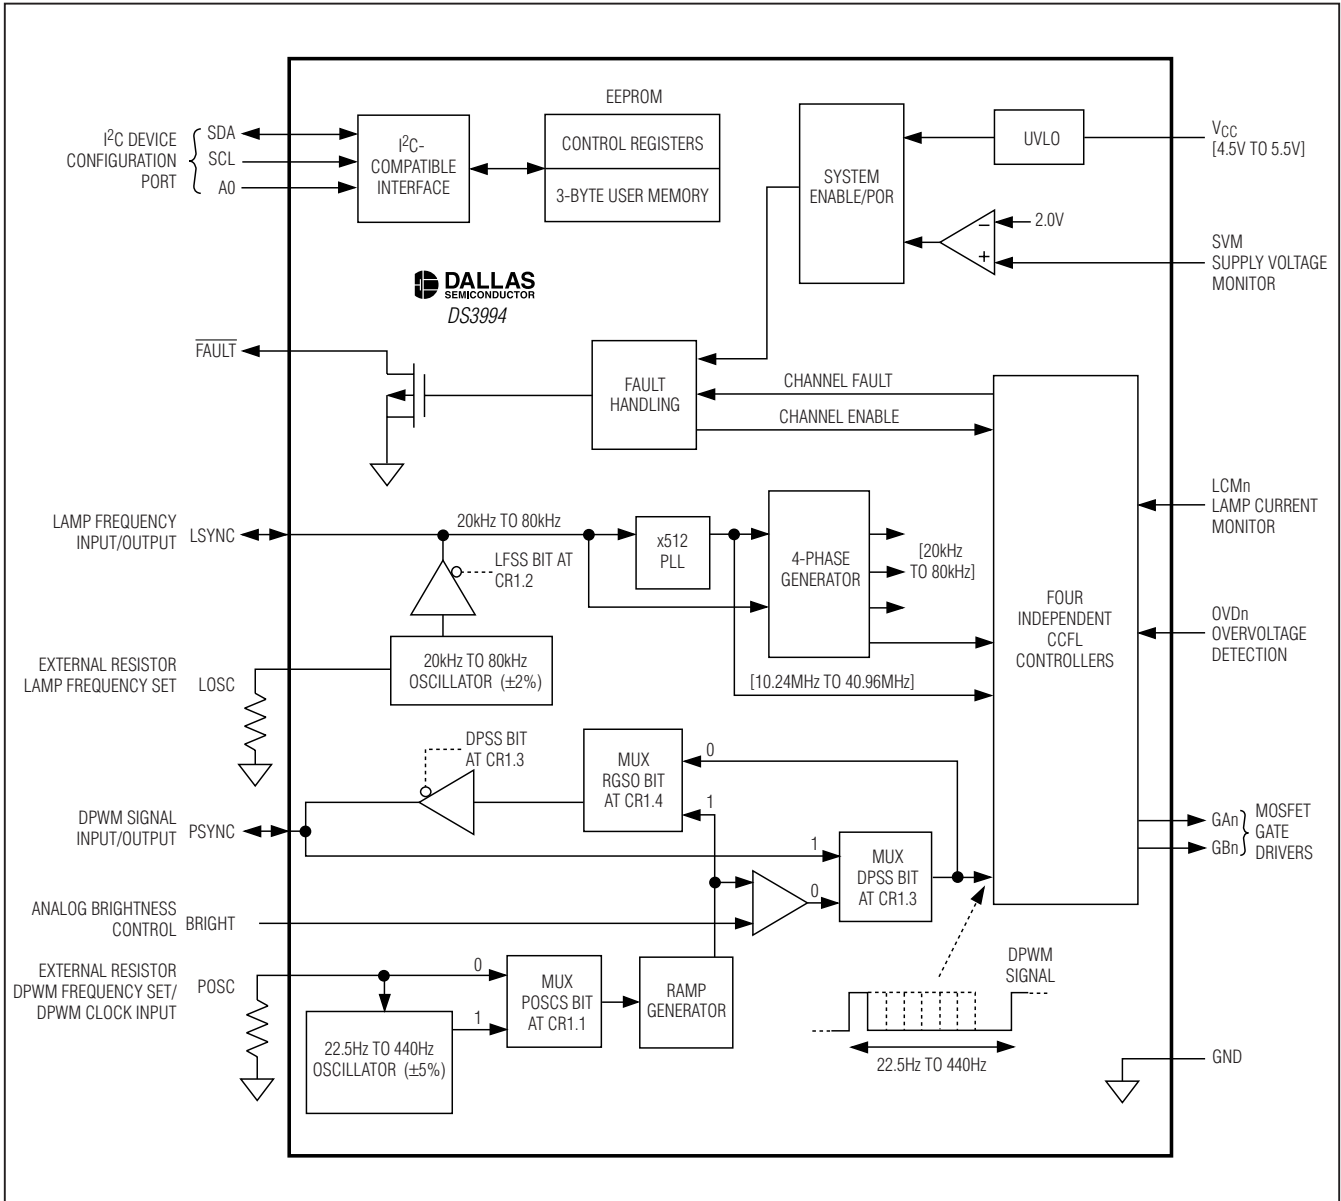 EEPROM
I²C DEVICE
CONFIGURATION
PORT
SDA
SCL
A0
I²C-
COMPATIBLE
INTERFACE
CONTROL REGISTERS
3-BYTE USER MEMORY
SYSTEM
ENABLE/POR
UVLO
VCC
[4.5V TO 5.5V]
2.0V
−
+
SVM
SUPPLY VOLTAGE
MONITOR
DALLAS
SEMICONDUCTOR
DS3994
FAULT
FAULT
HANDLING
CHANNEL FAULT
CHANNEL ENABLE
LAMP FREQUENCY
INPUT/OUTPUT
LSYNC
20kHz TO 80kHz
LFSS BIT AT
CR1.2
x512
PLL
4-PHASE
GENERATOR
[20kHz
TO 80kHz]
FOUR
INDEPENDENT
CCFL
CONTROLLERS
LCMn
LAMP CURRENT
MONITOR
OVDn
OVERVOLTAGE
DETECTION
EXTERNAL RESISTOR
LAMP FREQUENCY SET
LOSC
20kHz TO 80kHz
OSCILLATOR (±2%)
[10.24MHz TO 40.96MHz]
DPSS BIT
AT CR1.3
MUX
RGSO BIT
AT CR1.4
0
1
DPWM SIGNAL
INPUT/OUTPUT
PSYNC
1
0
MUX
DPSS BIT
AT CR1.3
GAn
GBn
MOSFET
GATE
DRIVERS
ANALOG BRIGHTNESS
CONTROL
BRIGHT
EXTERNAL RESISTOR
DPWM FREQUENCY SET/
DPWM CLOCK INPUT
POSC
0
1
MUX
POSCS BIT
AT CR1.1
RAMP
GENERATOR
22.5Hz TO 440Hz
OSCILLATOR (±5%)
DPWM
SIGNAL
22.5Hz TO 440Hz
GND